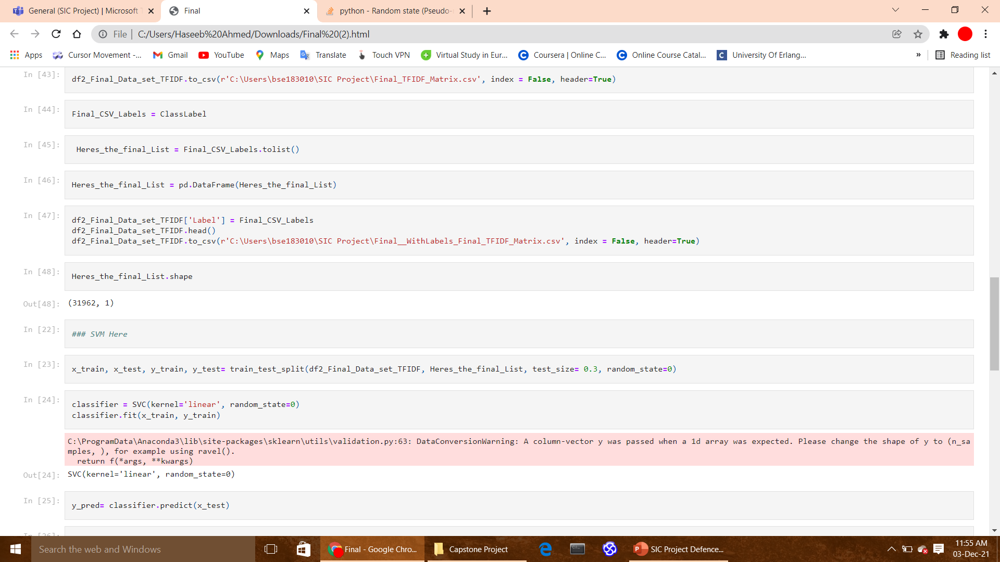 General (SIC Project) | Microsoft T
Final
python - Random state (Pseudo-r
File | C:/Users/Haseeb%20Ahmed/Downloads/Final%20(2).html
Apps
Cursor Movement -...
Gmail
YouTube
Maps
Translate
Touch VPN
Virtual Study in Eur...
Coursera | Online C...
Online Course Catal...
University Of Erlang...
»
Reading list
In [43]:
df2_Final_Data_set_TFIDF.to_csv(r'C:\Users\bse183010\SIC Project\Final_TFIDF_Matrix.csv', index = False, header=True)
In [44]:
Final_CSV_Labels = ClassLabel
In [45]:
Heres_the_final_List = Final_CSV_Labels.tolist()
In [46]:
Heres_the_final_List = pd.DataFrame(Heres_the_final_List)
In [47]:
df2_Final_Data_set_TFIDF['Label'] = Final_CSV_Labels
df2_Final_Data_set_TFIDF.head()
df2_Final_Data_set_TFIDF.to_csv(r'C:\Users\bse183010\SIC Project\Final__WithLabels_Final_TFIDF_Matrix.csv', index = False, header=True)
In [48]:
Heres_the_final_List.shape
Out[48]: (31962, 1)
In [22]:
### SVM Here
In [23]:
x_train, x_test, y_train, y_test= train_test_split(df2_Final_Data_set_TFIDF, Heres_the_final_List, test_size= 0.3, random_state=0)
In [24]:
classifier = SVC(kernel='linear', random_state=0)
classifier.fit(x_train, y_train)
C:\ProgramData\Anaconda3\lib\site-packages\sklearn\utils\validation.py:63: DataConversionWarning: A column-vector y was passed when a 1d array was expected. Please change the shape of y to (n_sa
mples, ), for example using ravel().
return f(*args, **kwargs)
Out[24]: SVC(kernel='linear', random_state=0)
In [25]:
y_pred= classifier.predict(x_test)
In [26]:
Search the web and Windows
Final - Google Chro...
Capstone Project
SIC Project Defence...
11:55 AM
03-Dec-21